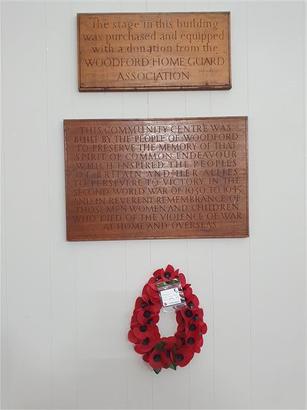 The stage in this building
was purchased and equipped
with a donation from the
WOODFORD HOME GUARD
ASSOCIATION
THIS COMMUNITY CENTRE WAS
BUILT BY THE PEOPLE OF WOODFORD
TO PRESERVE THE MEMORY OF THAT
SPIRIT OF COMMON ENDEAVOUR
WHICH INSPIRED THE PEOPLES
OF BRITAIN AND HER ALLIES
TO PERSEVERE TO VICTORY IN THE
SECOND WORLD WAR OF 1939 TO 1945
AND IN REVERENT REMEMBRANCE OF
THOSE MEN WOMEN AND CHILDREN
WHO DIED OF THE VIOLENCE OF WAR
AT HOME AND OVERSEAS